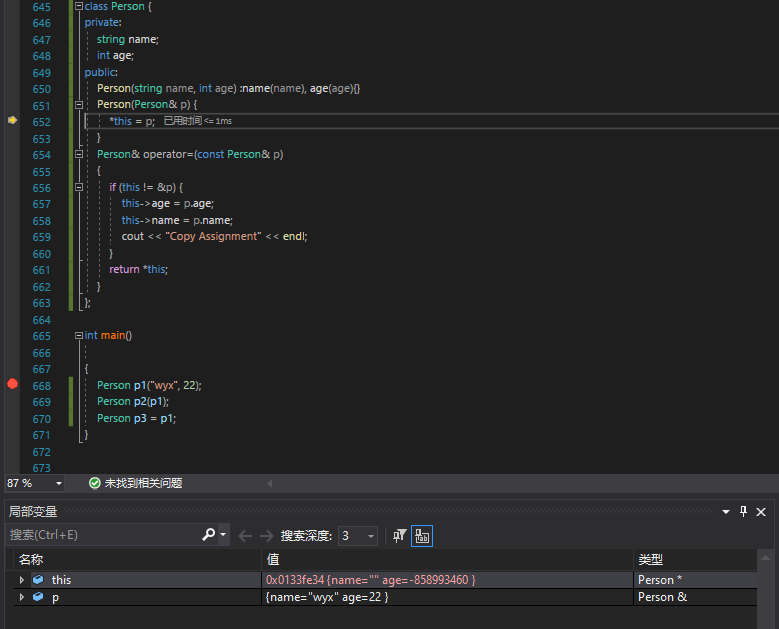 645 class Person {
646 private:
647 string name;
648 int age;
649 public:
650 Person(string name, int age) :name(name), age(age){}
651 Person(Person& p) {
652 *this = p; 已用时间 <= 1ms
653 }
654 Person& operator=(const Person& p)
655 {
656 if (this != &p) {
657 this->age = p.age;
658 this->name = p.name;
659 cout << "Copy Assignment" << endl;
660 }
661 return *this;
662 }
663 };
664
665 int main()
666
667 {
668 Person p1("wyx", 22);
669 Person p2(p1);
670 Person p3 = p1;
671 }
672
673
87 % 未找到相关问题
局部变量
搜索(Ctrl+E) 搜索深度: 3
名称 值 类型
this 0x0133fe34 {name="" age=-858993460 } Person *
p {name="wyx" age=22 } Person &